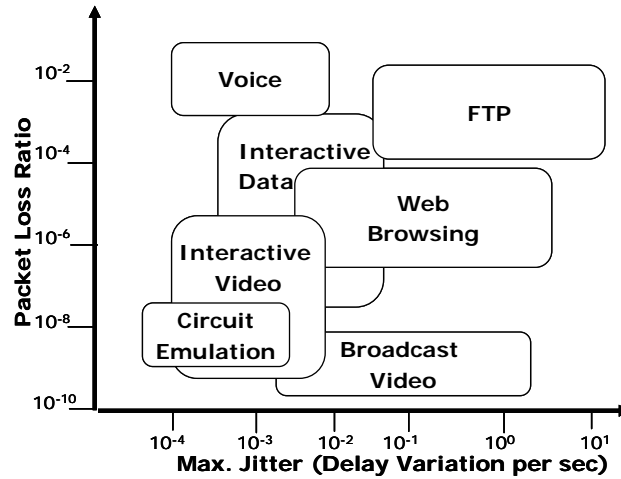 Packet Loss Ratio
10-2
10-4
10-6
10-8
10-10
Voice
FTP
Interactive
Data
Web
Browsing
Interactive
Video
Circuit
Emulation
Broadcast
Video
10-4
10-3
10-2
10-1
100
101
Max. Jitter (Delay Variation per sec)